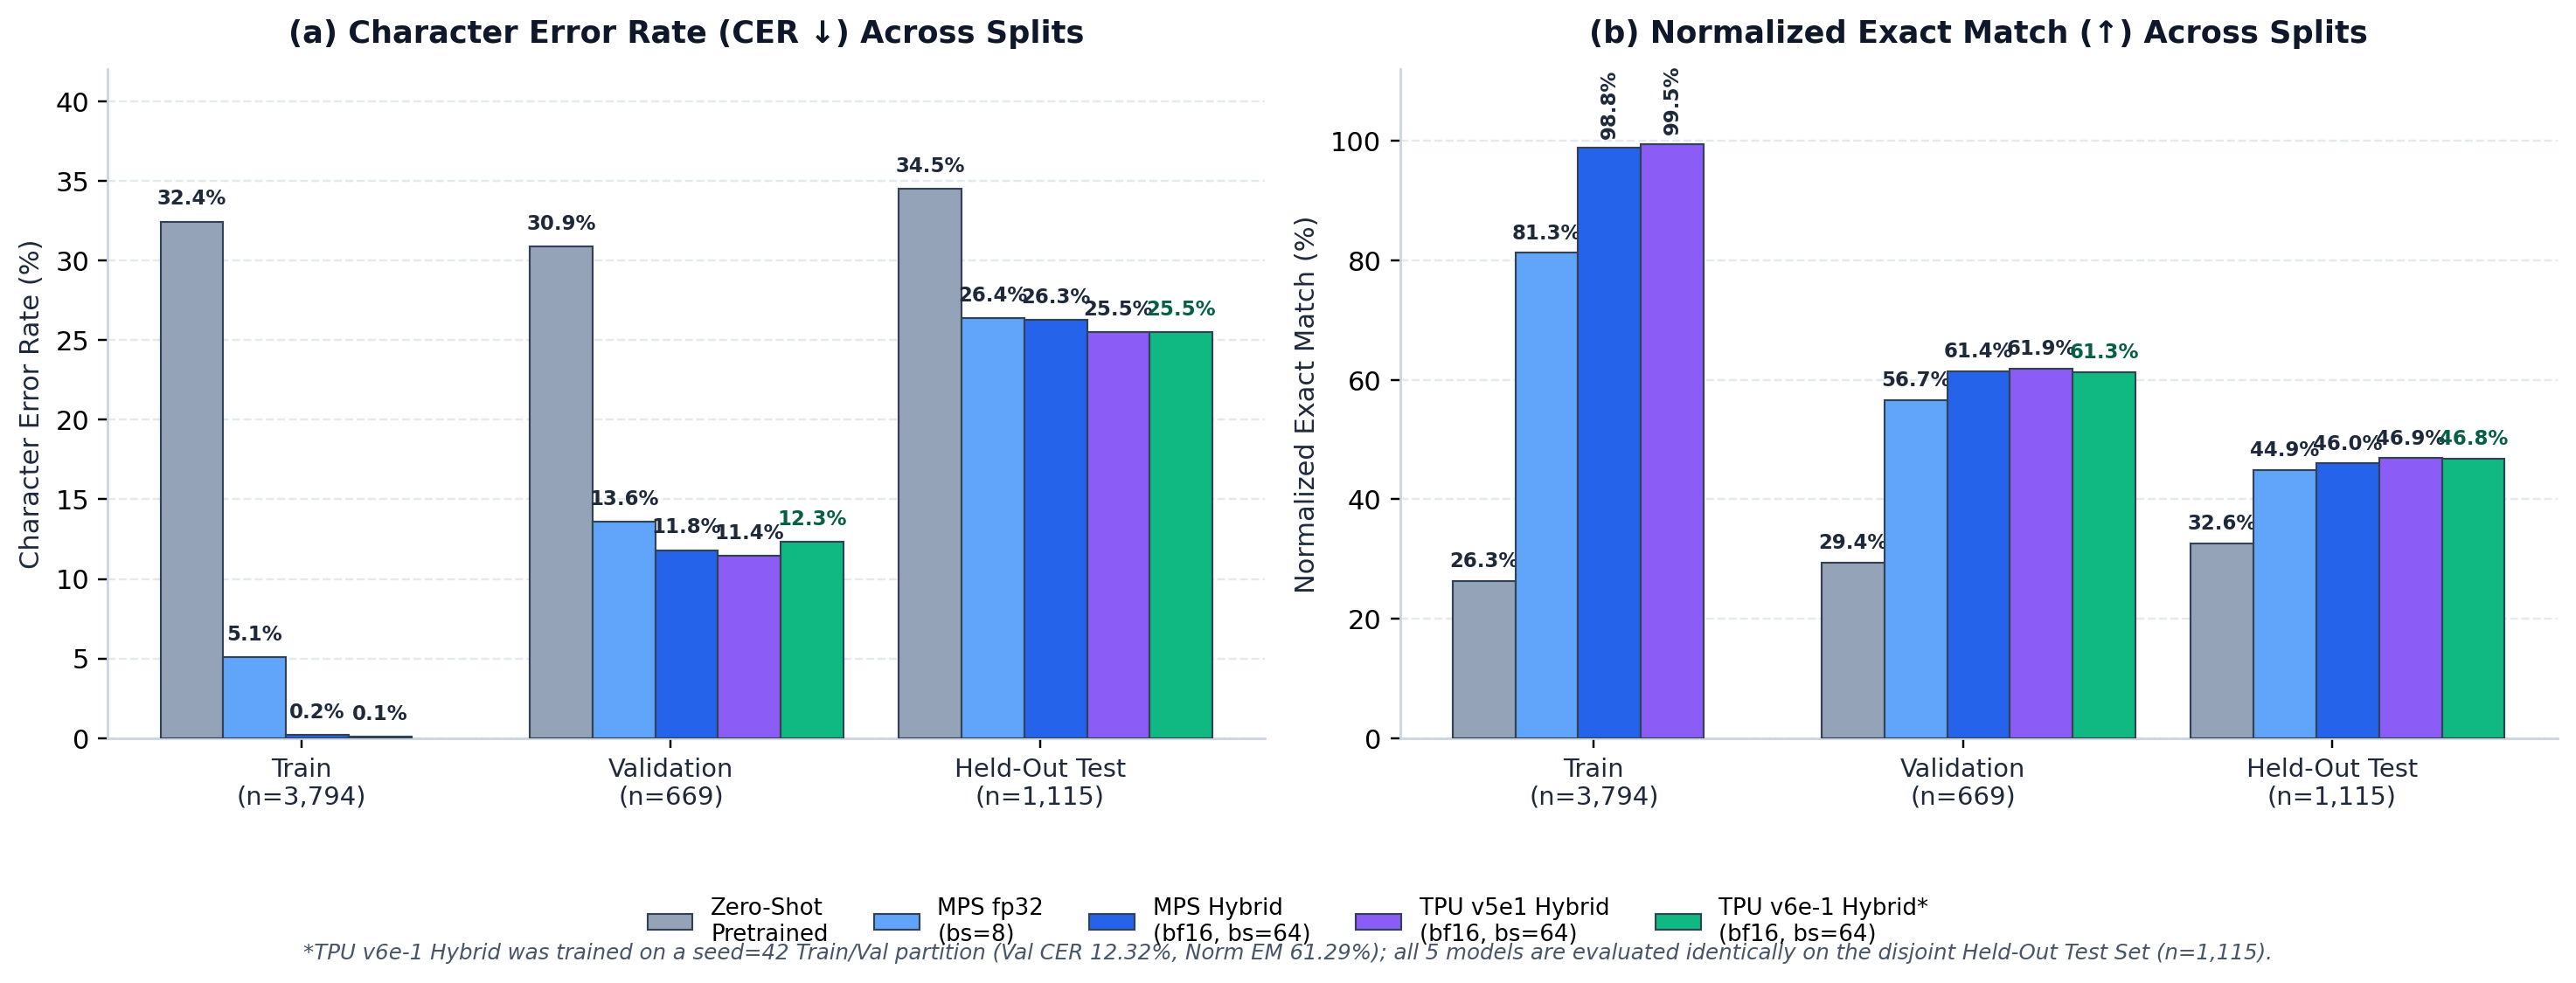 (a) Character Error Rate (CER ↓) Across Splits
Character Error Rate (%)
40
35
30
25
20
15
10
5
0
32.4%
5.1%
0.2%
0.1%
30.9%
13.6%
11.8%
11.4%
12.3%
34.5%
26.4%
26.3%
25.5%
25.5%
Train
(n=3,794)
Validation
(n=669)
Held-Out Test
(n=1,115)
(b) Normalized Exact Match (↑) Across Splits
Normalized Exact Match (%)
100
80
60
40
20
0
26.3%
81.3%
98.8%
99.5%
29.4%
56.7%
61.4%
61.9%
61.3%
32.6%
44.9%
46.0%
46.9%
46.8%
Train
(n=3,794)
Validation
(n=669)
Held-Out Test
(n=1,115)
Zero-Shot
Pretrained
MPS fp32
(bs=8)
MPS Hybrid
(bf16, bs=64)
TPU v5e1 Hybrid
(bf16, bs=64)
TPU v6e-1 Hybrid*
(bf16, bs=64)
*TPU v6e-1 Hybrid was trained on a seed=42 Train/Val partition (Val CER 12.32%, Norm EM 61.29%); all 5 models are evaluated identically on the disjoint Held-Out Test Set (n=1,115).